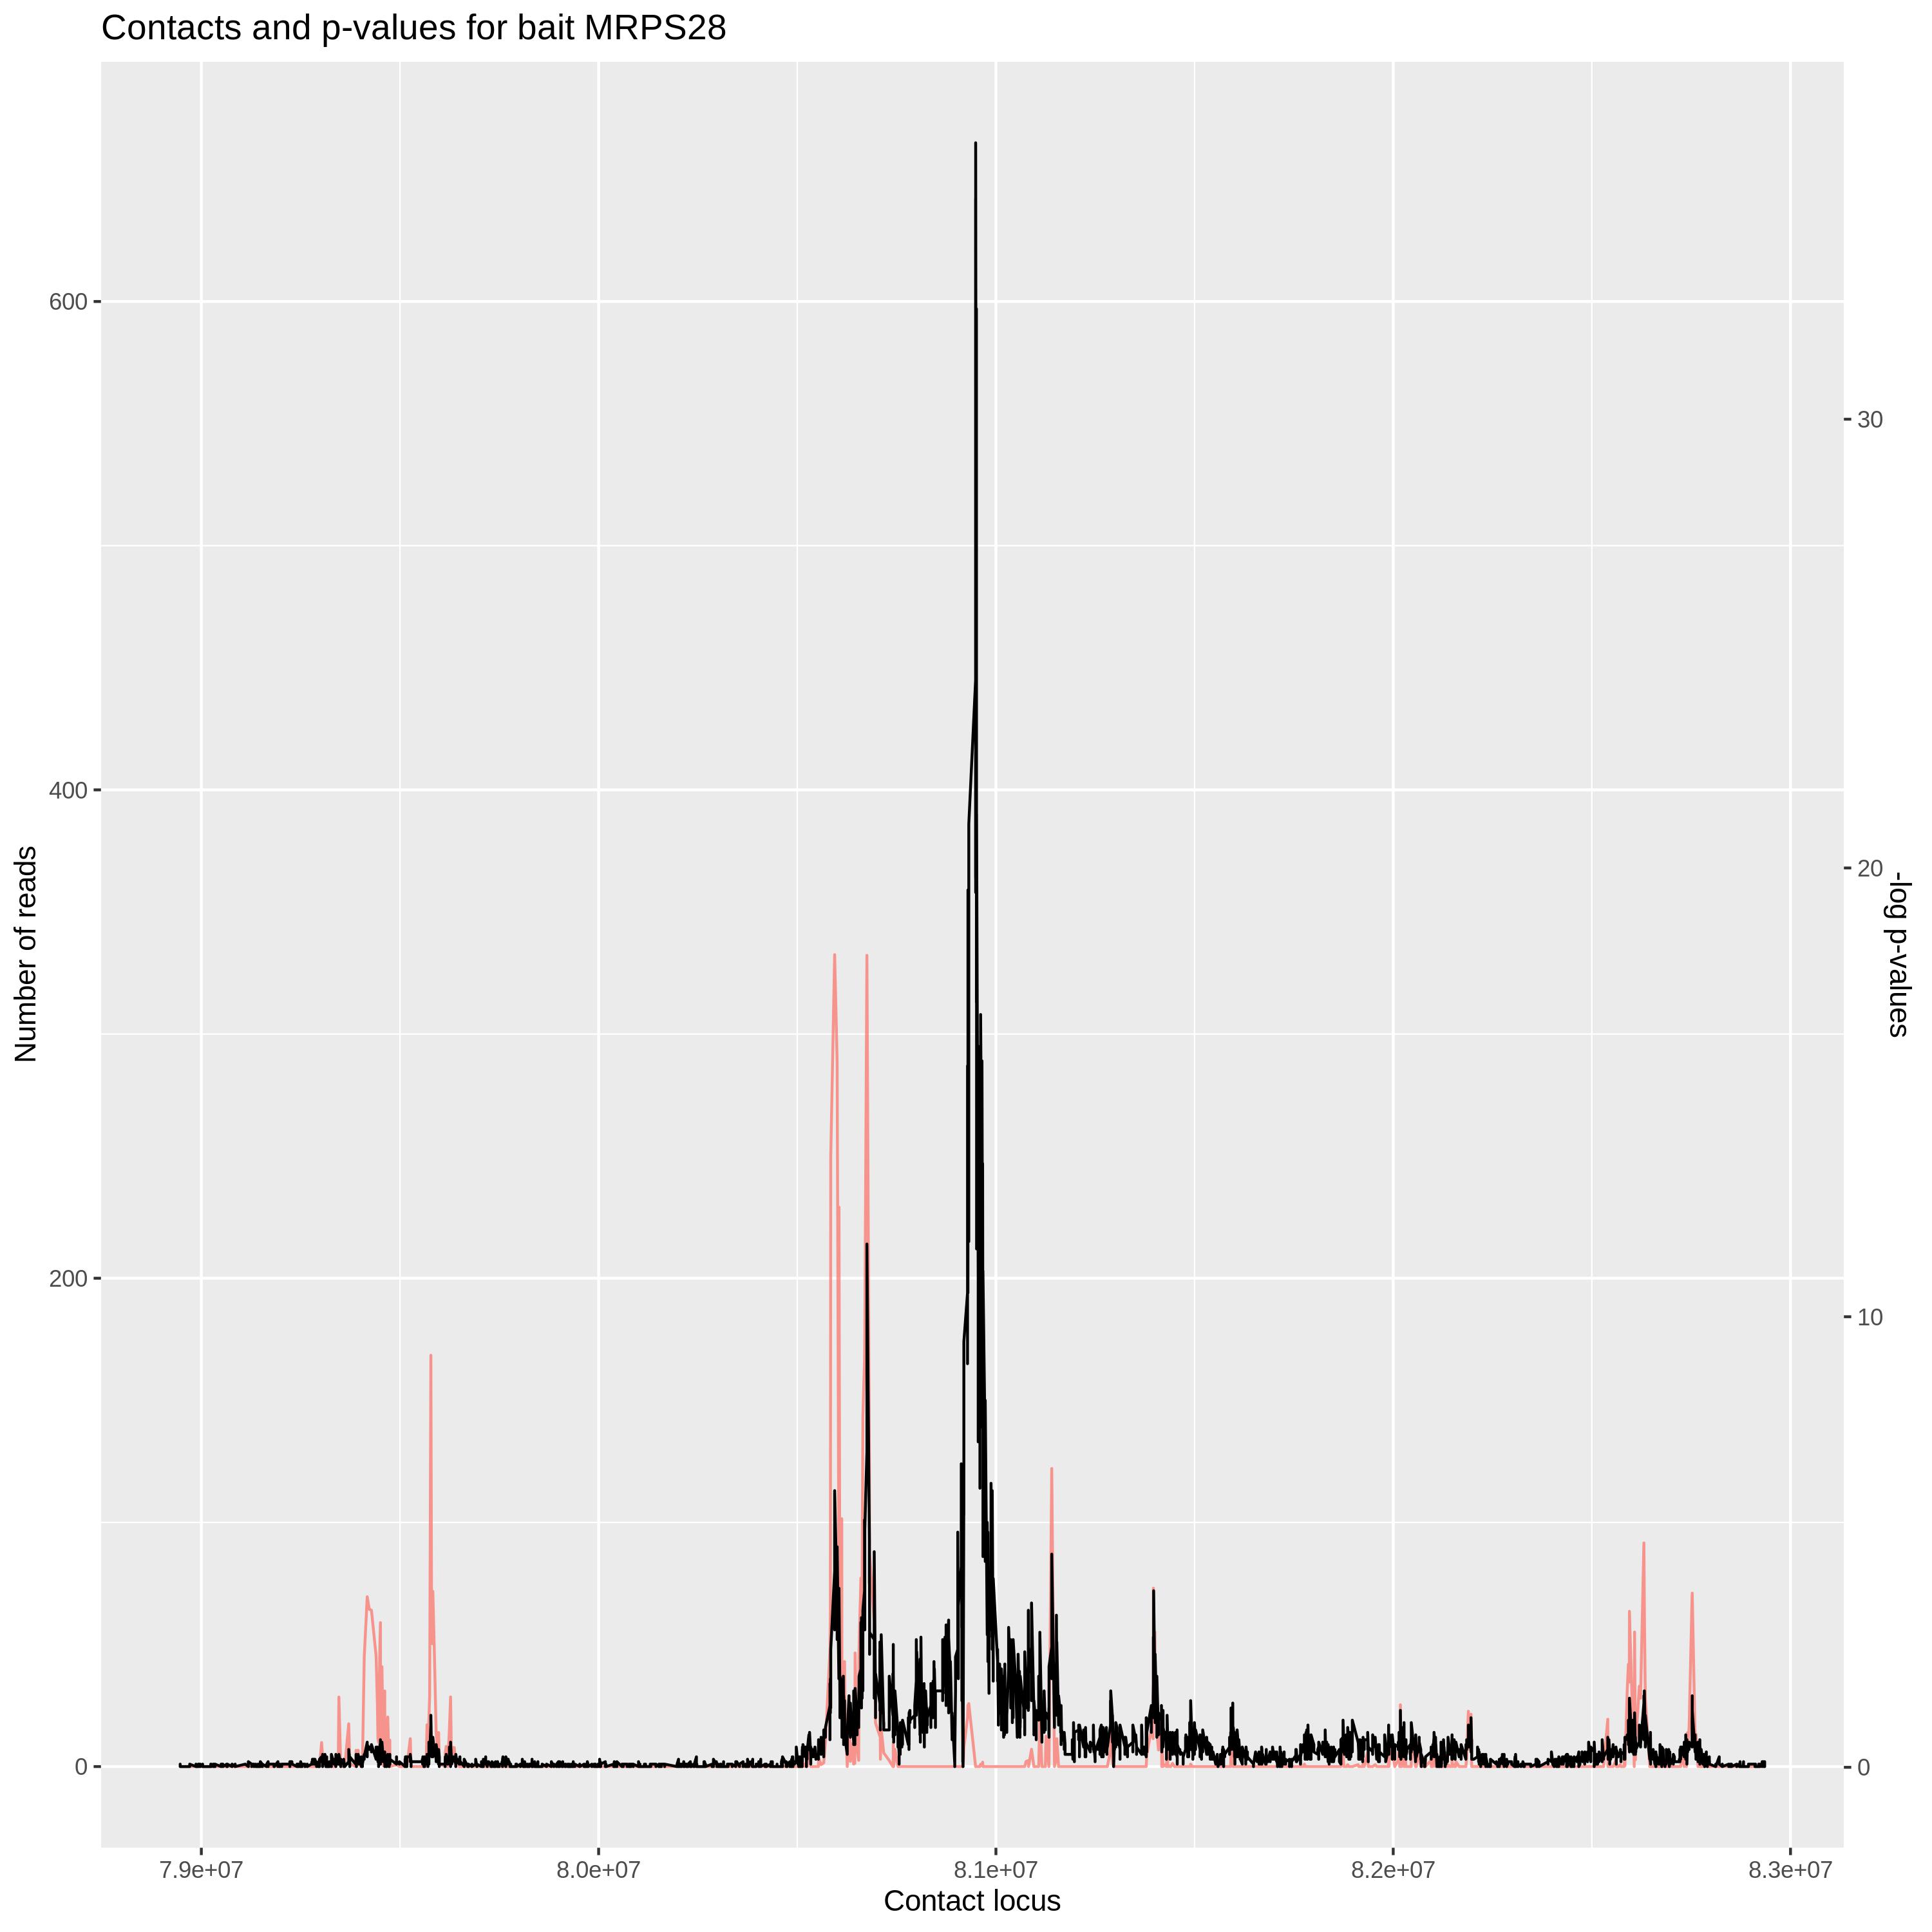 Contacts and p-values for bait MRPS28
600
400
200
0
Number of reads
30
20
10
0
-log p-values
7.9e+07 8.0e+07 8.1e+07 8.2e+07 8.3e+07
Contact locus